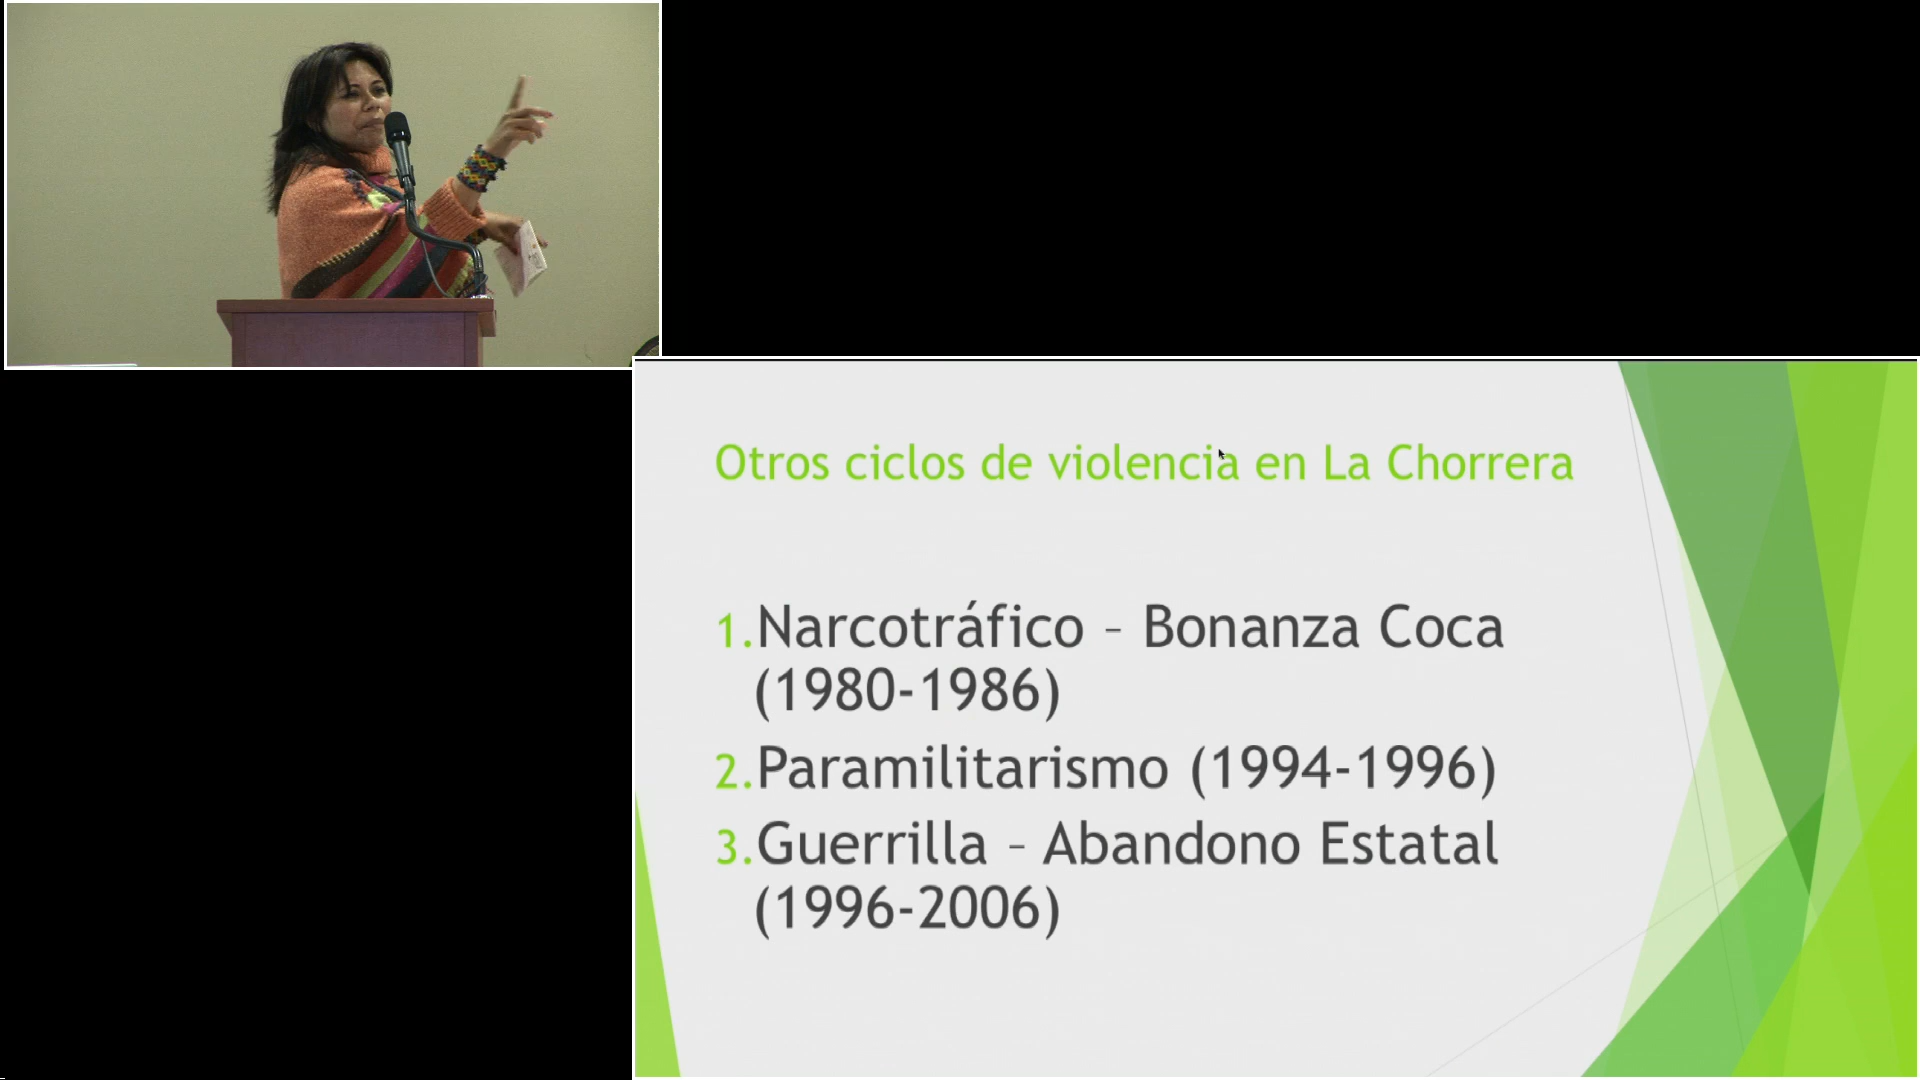 Otros ciclos de violencia en La Chorrera
1. Narcotráfico – Bonanza Coca
(1980-1986)
2. Paramilitarismo (1994-1996)
3. Guerrilla – Abandono Estatal
(1996-2006)